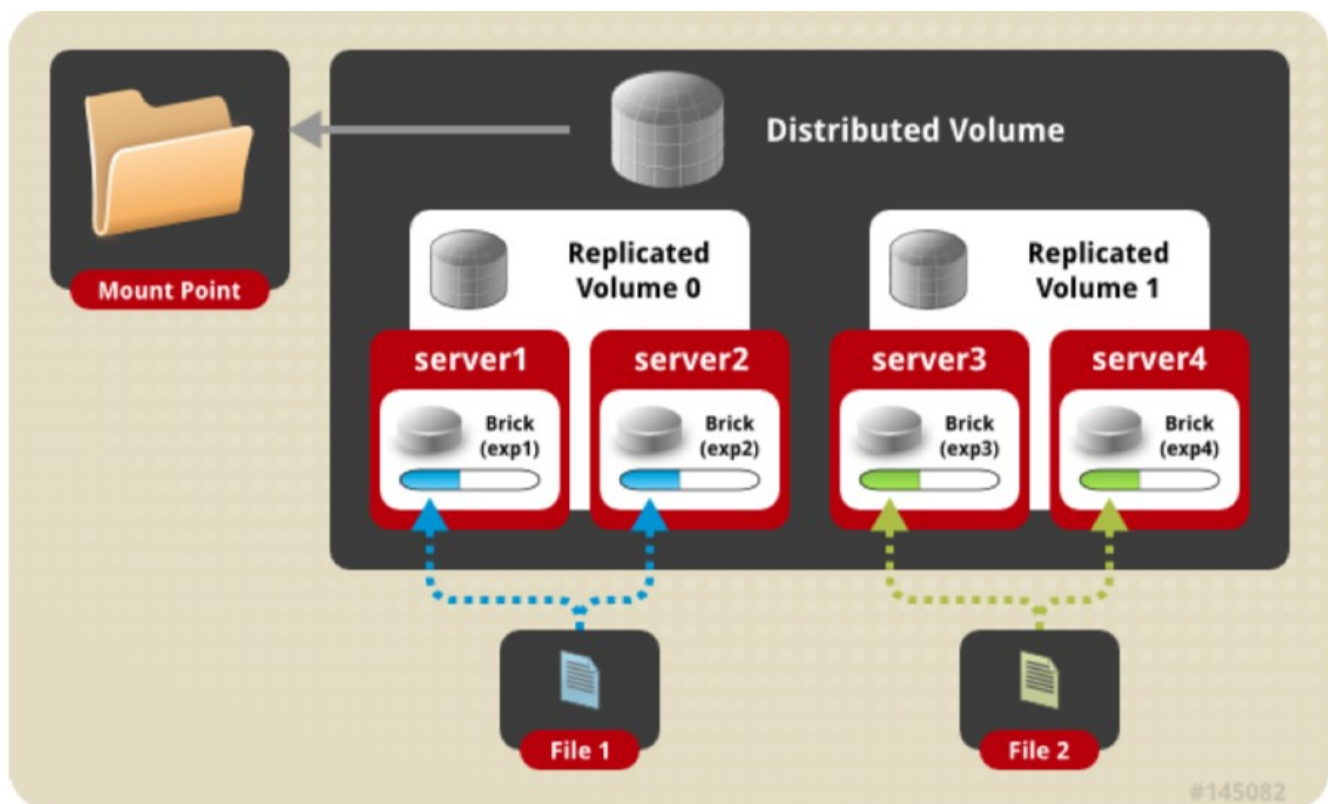 Distributed Volume
Mount Point
Replicated
Volume 0
Replicated
Volume 1
server1
server2
server3
server4
Brick
(exp1)
Brick
(exp2)
Brick
(exp3)
Brick
(exp4)
File 1
File 2
#145082